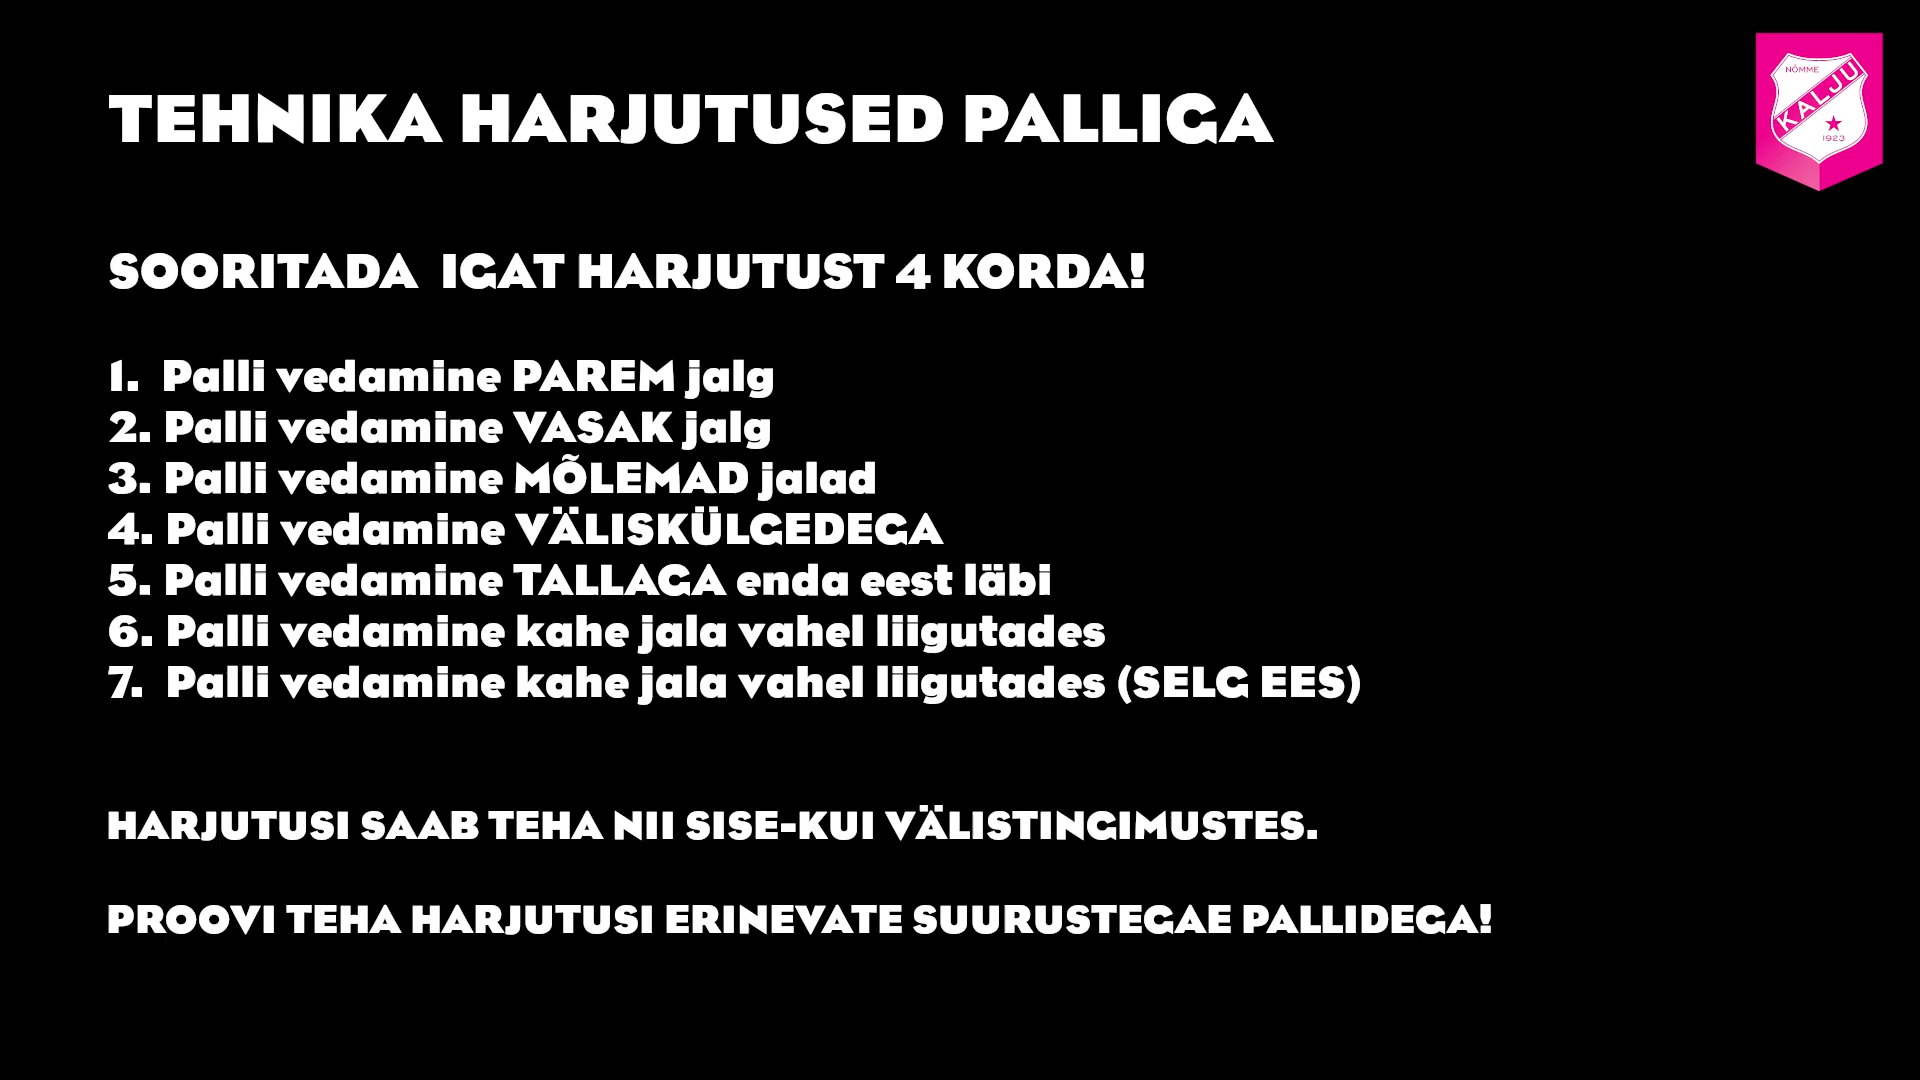 NÕMME
KALJU
1923
TEHNIKA HARJUTUSED PALLIGA
SOORITADA  IGAT HARJUTUST 4 KORDA!
1.  Palli vedamine PAREM jalg
2. Palli vedamine VASAK jalg
3. Palli vedamine MÕLEMAD jalad
4. Palli vedamine VÄLISKÜLGEDEGA
5. Palli vedamine TALLAGA enda eest läbi
6. Palli vedamine kahe jala vahel liigutades
7.  Palli vedamine kahe jala vahel liigutades (SELG EES)
HARJUTUSI SAAB TEHA NII SISE-KUI VÄLISTINGIMUSTES.
PROOVI TEHA HARJUTUSI ERINEVATE SUURUSTEGAE PALLIDEGA!